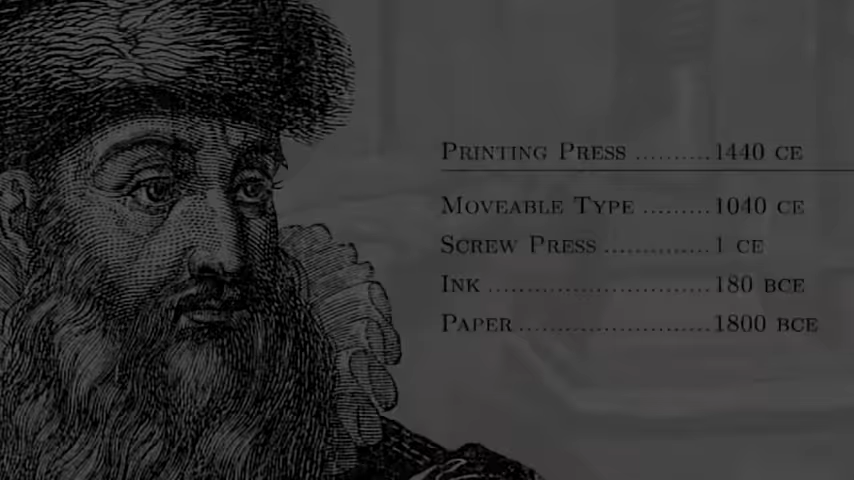 Printing Press ..........1440 CE
Moveable Type .........1040 CE
Screw Press ..............1 CE
Ink ..............................180 BCE
Paper .........................1800 BCE